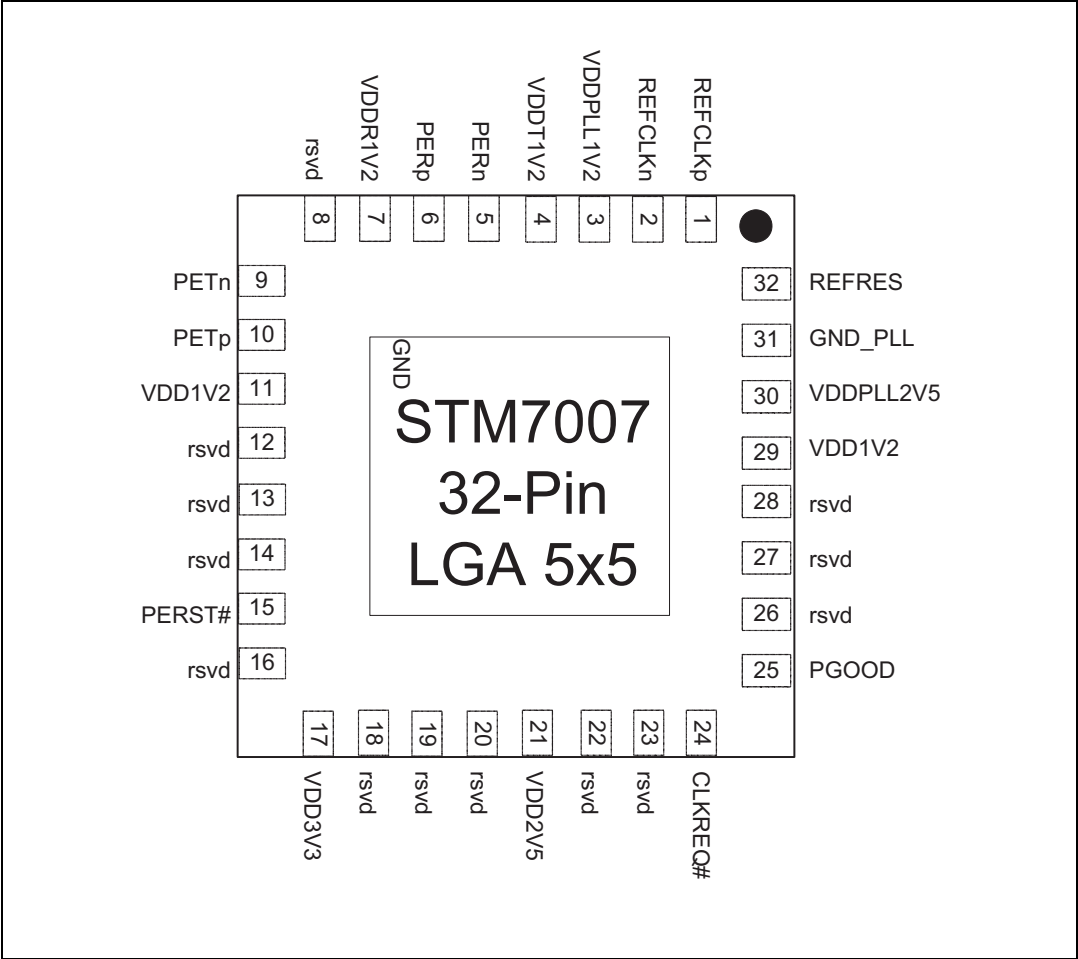 rsvd
VDDR1V2
PERp
PERn
VDDT1V2
VDDPLL1V2
REFCLKn
REFCLKp
8
7
6
5
4
3
2
1
PETn 9
PETp 10
VDD1V2 11
rsvd 12
rsvd 13
rsvd 14
PERST# 15
rsvd 16
GND
STM7007
32-Pin
LGA 5x5
32 REFRES
31 GND_PLL
30 VDDPLL2V5
29 VDD1V2
28 rsvd
27 rsvd
26 rsvd
25 PGOOD
17
18
19
20
21
22
23
24
VDD3V3
rsvd
rsvd
rsvd
VDD2V5
rsvd
rsvd
CLKREQ#